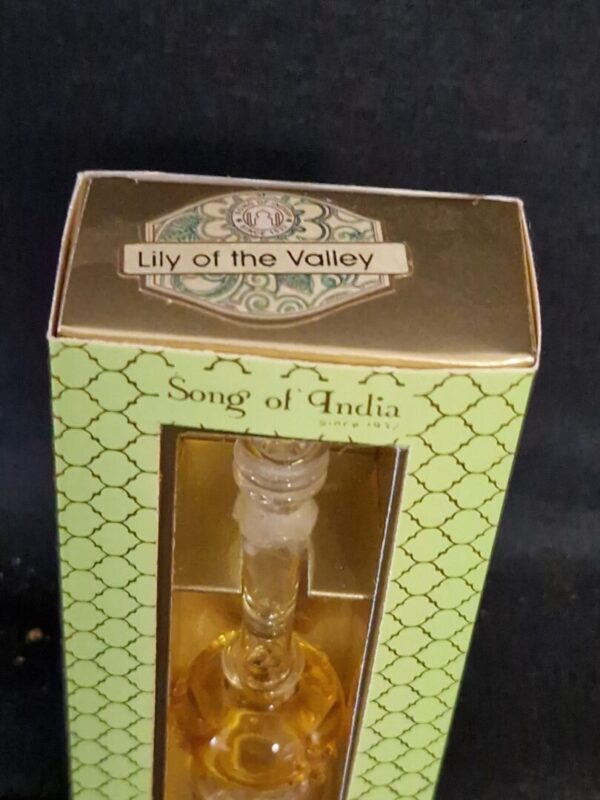 Lily of the Valley
Song of India
since 1937